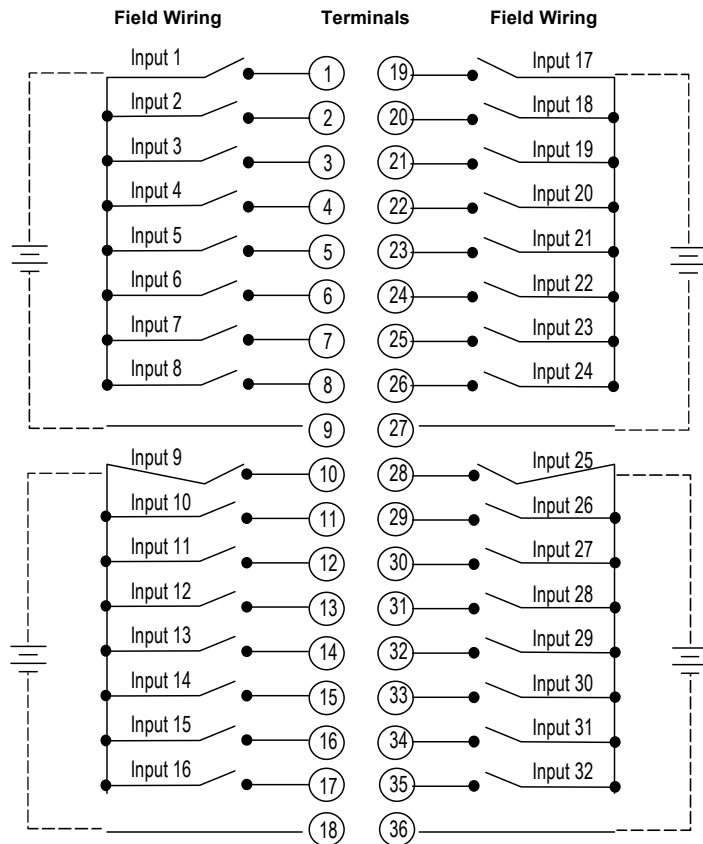 Field Wiring Terminals Field Wiring
Input 1 1 19 Input 17
Input 2 2 20 Input 18
Input 3 3 21 Input 19
Input 4 4 22 Input 20
Input 5 5 23 Input 21
Input 6 6 24 Input 22
Input 7 7 25 Input 23
Input 8 8 26 Input 24
9 27
Input 9 10 28 Input 25
Input 10 11 29 Input 26
Input 11 12 30 Input 27
Input 12 13 31 Input 28
Input 13 14 32 Input 29
Input 14 15 33 Input 30
Input 15 16 34 Input 31
Input 16 17 35 Input 32
18 36